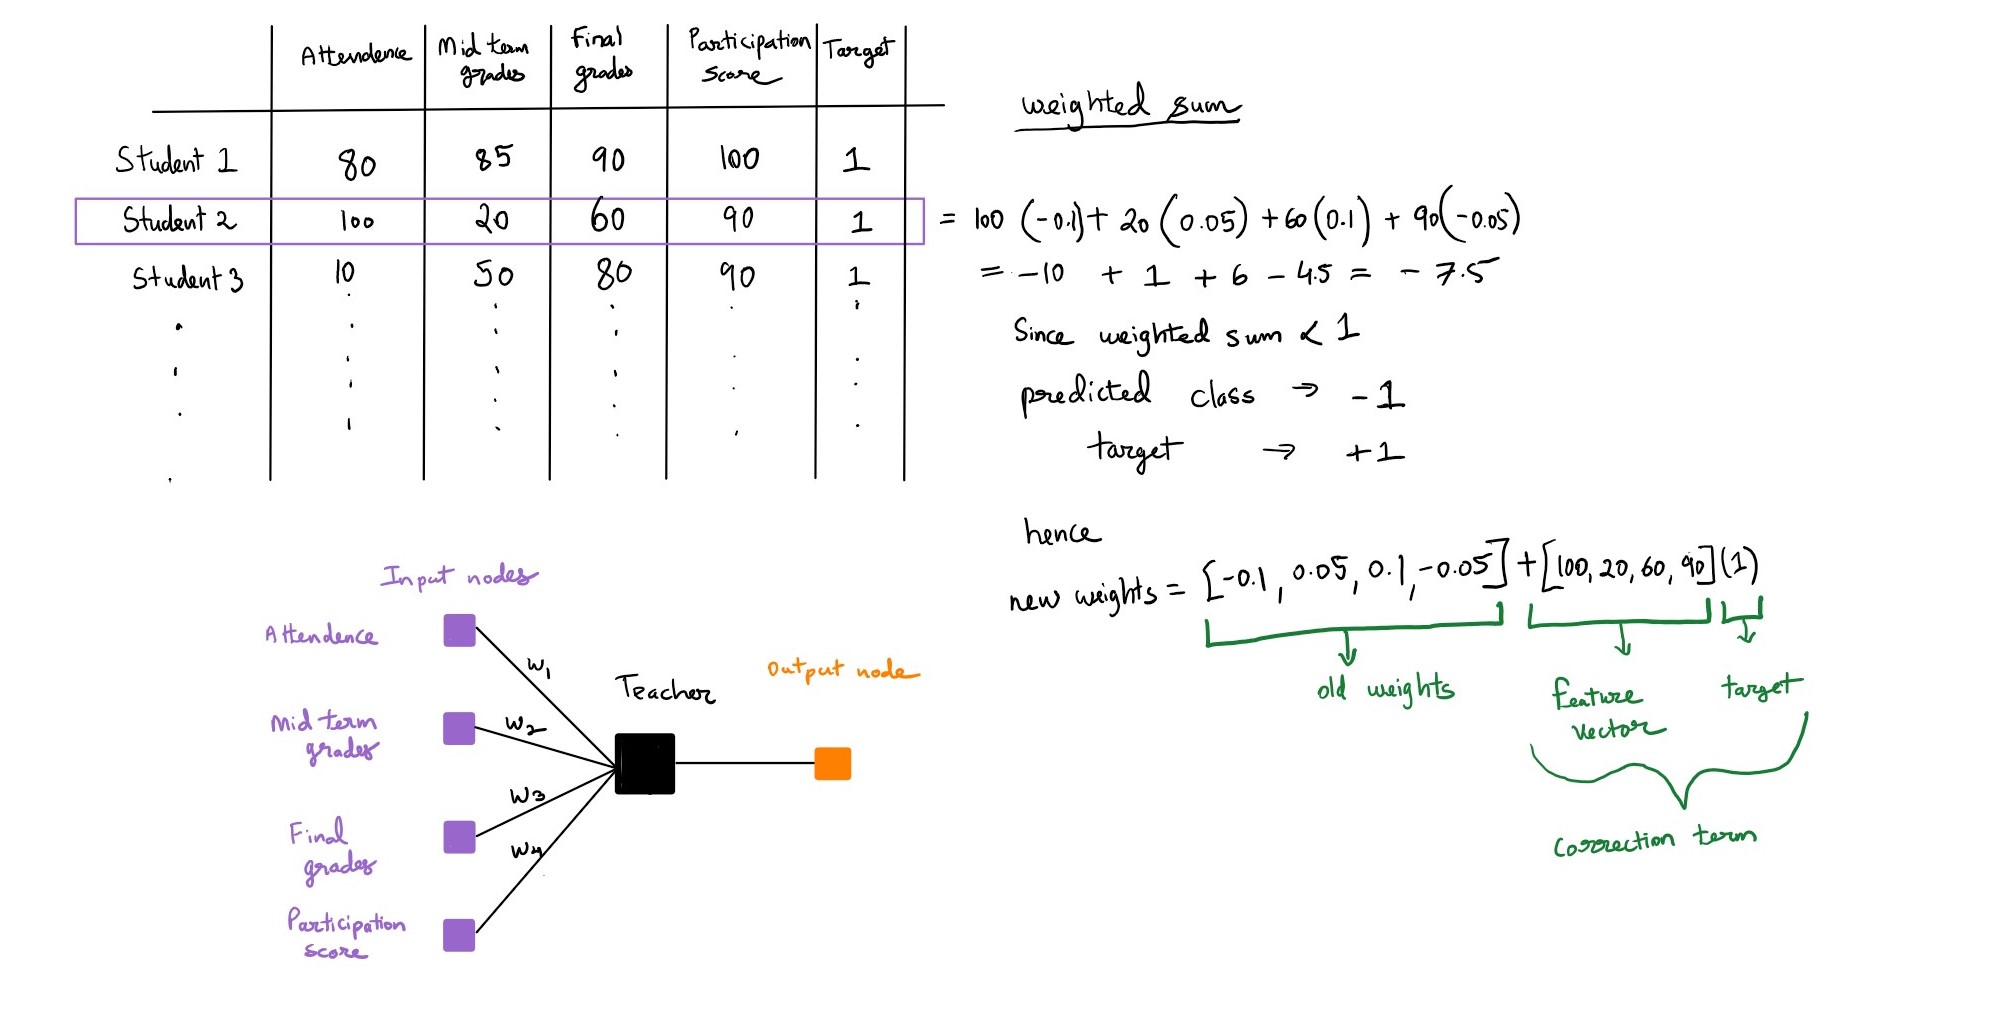 Attendence Mid term grades Final grades Participation score Target
Student 1 80 85 90 100 1
Student 2 100 20 60 90 1
Student 3 10 50 80 90 1
weighted sum
= 100 (-0.1) + 20 (0.05) + 60 (0.1) + 90 (-0.05)
= -10 + 1 + 6 - 4.5 = - 7.5
Since weighted sum < 1
predicted class → -1
target → +1
hence
new weights = [-0.1, 0.05, 0.1, -0.05] + [100, 20, 60, 90] (1)
old weights
feature
vector
target
correction term
Input nodes
Attendence
Mid term
grades
Final
grades
Participation
score
w1
w2
w3
w4
Teacher
Output node